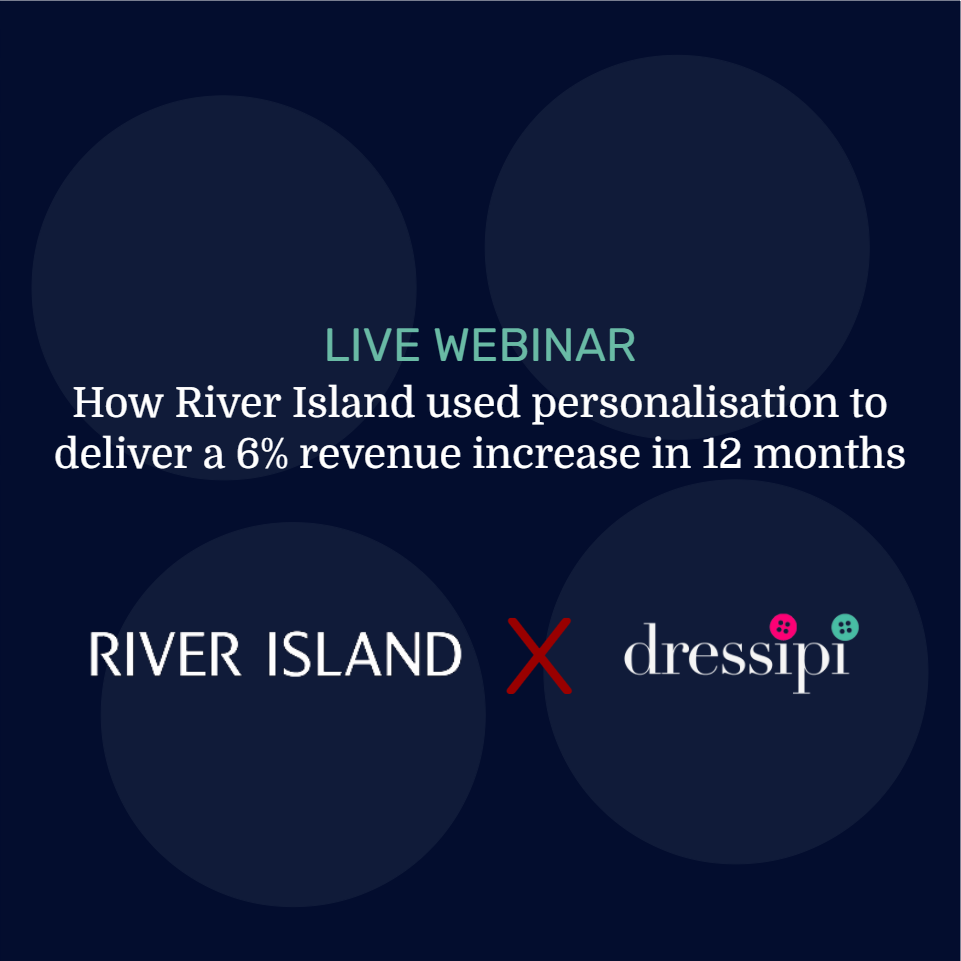 LIVE WEBINAR
How River Island used personalisation to
deliver a 6% revenue increase in 12 months
RIVER ISLAND X dressipi